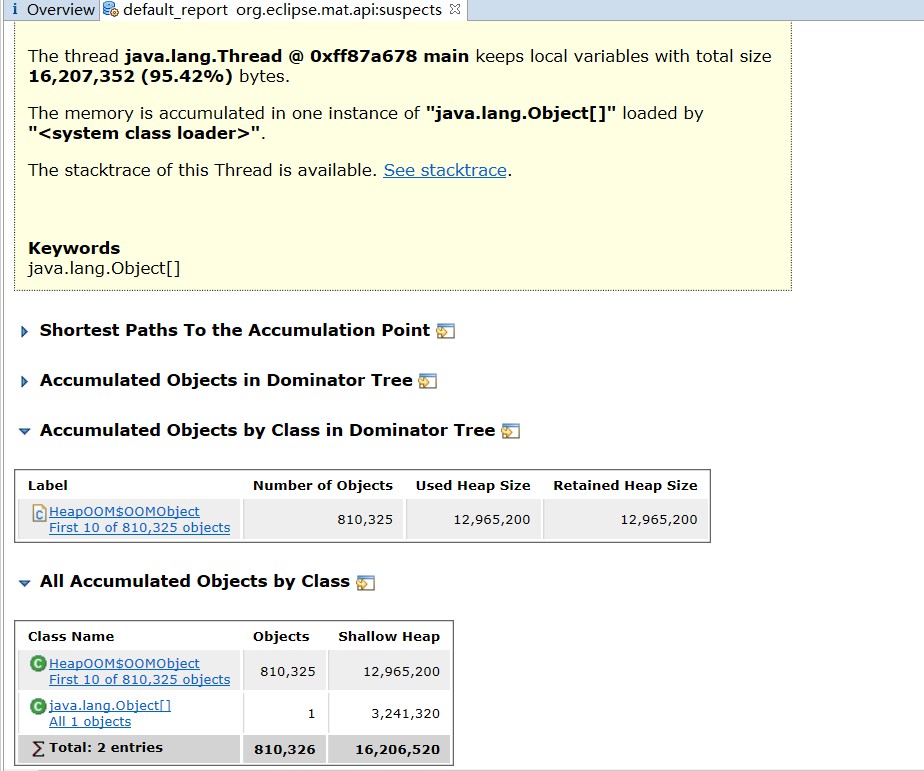 i Overview default_report org.eclipse.mat.api:suspects
The thread java.lang.Thread @ 0xff87a678 main keeps local variables with total size
16,207,352 (95.42%) bytes.
The memory is accumulated in one instance of "java.lang.Object[]" loaded by
"<system class loader>".
The stacktrace of this Thread is available. See stacktrace.
Keywords
java.lang.Object[]
Shortest Paths To the Accumulation Point
Accumulated Objects in Dominator Tree
Accumulated Objects by Class in Dominator Tree
Label Number of Objects Used Heap Size Retained Heap Size
HeapOOM$OOMObject
First 10 of 810,325 objects 810,325 12,965,200 12,965,200
All Accumulated Objects by Class
Class Name Objects Shallow Heap
HeapOOM$OOMObject
First 10 of 810,325 objects 810,325 12,965,200
java.lang.Object[]
All 1 objects 1 3,241,320
∑ Total: 2 entries 810,326 16,206,520